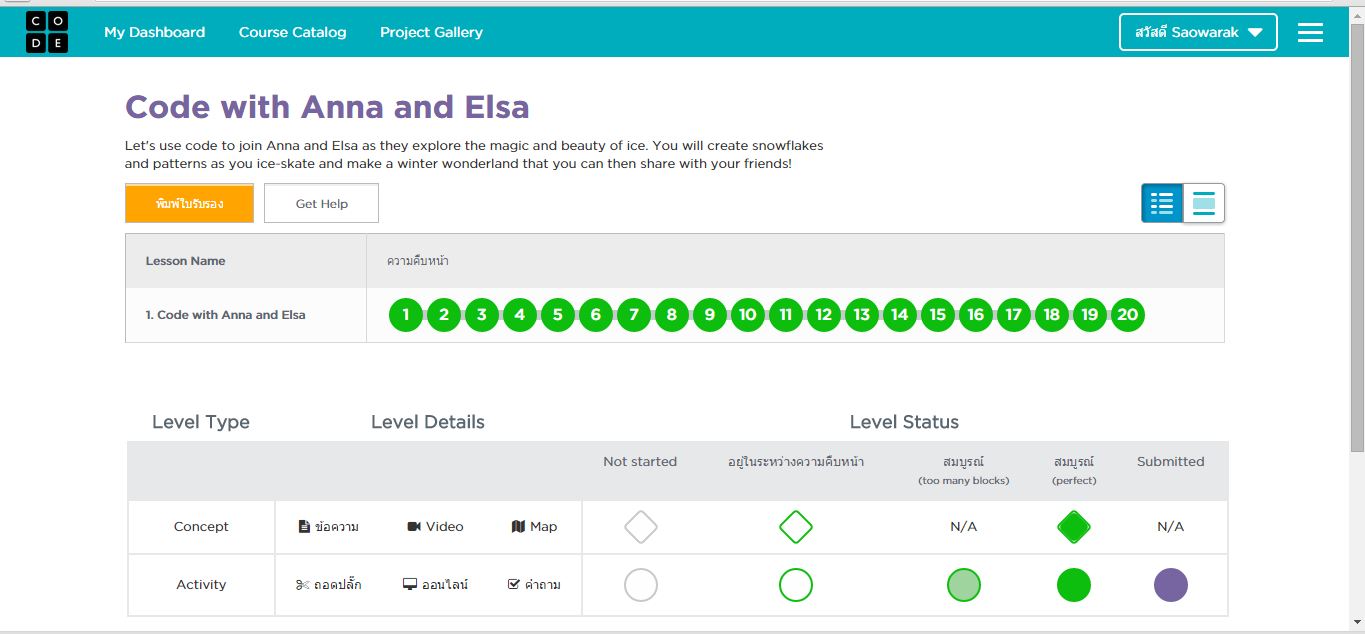 CODE
My Dashboard Course Catalog Project Gallery สวัสดี Saowarak
Code with Anna and Elsa
Let's use code to join Anna and Elsa as they explore the magic and beauty of ice. You will create snowflakes
and patterns as you ice-skate and make a winter wonderland that you can then share with your friends!
พิมพ์ใบรับรอง Get Help
Lesson Name ความคืบหน้า
1. Code with Anna and Elsa 1 2 3 4 5 6 7 8 9 10 11 12 13 14 15 16 17 18 19 20
Level Type Level Details Level Status
Not started อยู่ในระหว่างความคืบหน้า สมบูรณ์ สมบูรณ์ Submitted
(too many blocks) (perfect)
Concept ข้อความ Video Map N/A N/A
Activity ถอดปลั๊ก ออนไลน์ คำถาม